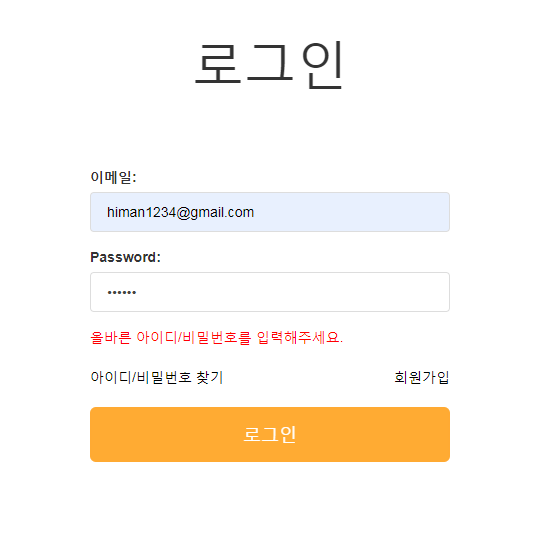 로그인
이메일:
himan1234@gmail.com
Password:
••••••
올바른 아이디/비밀번호를 입력해주세요.
아이디/비밀번호 찾기 회원가입
로그인